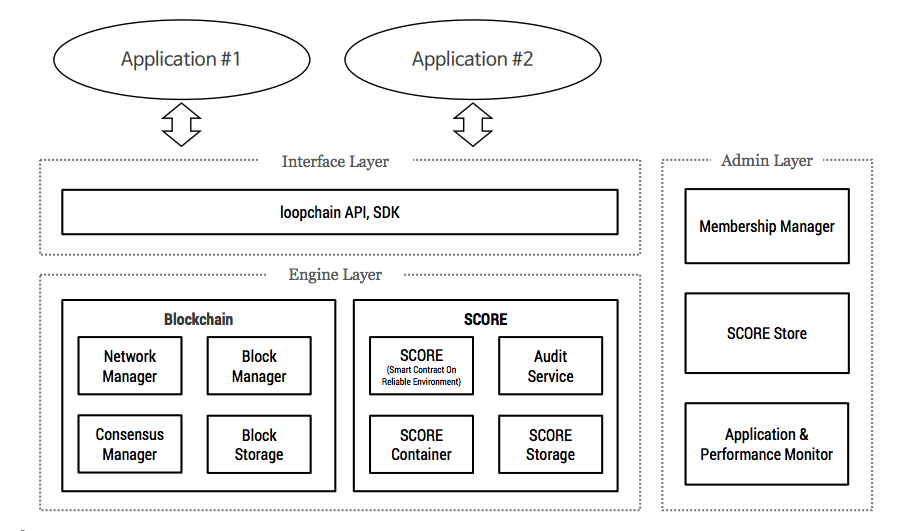 Application #1
Application #2
Interface Layer
loopchain API, SDK
Engine Layer
Blockchain
Network
Manager
Block
Manager
Consensus
Manager
Block
Storage
SCORE
SCORE
(Smart Contract On
Reliable Environment)
Audit
Service
SCORE
Container
SCORE
Storage
Admin Layer
Membership Manager
SCORE Store
Application &
Performance Monitor